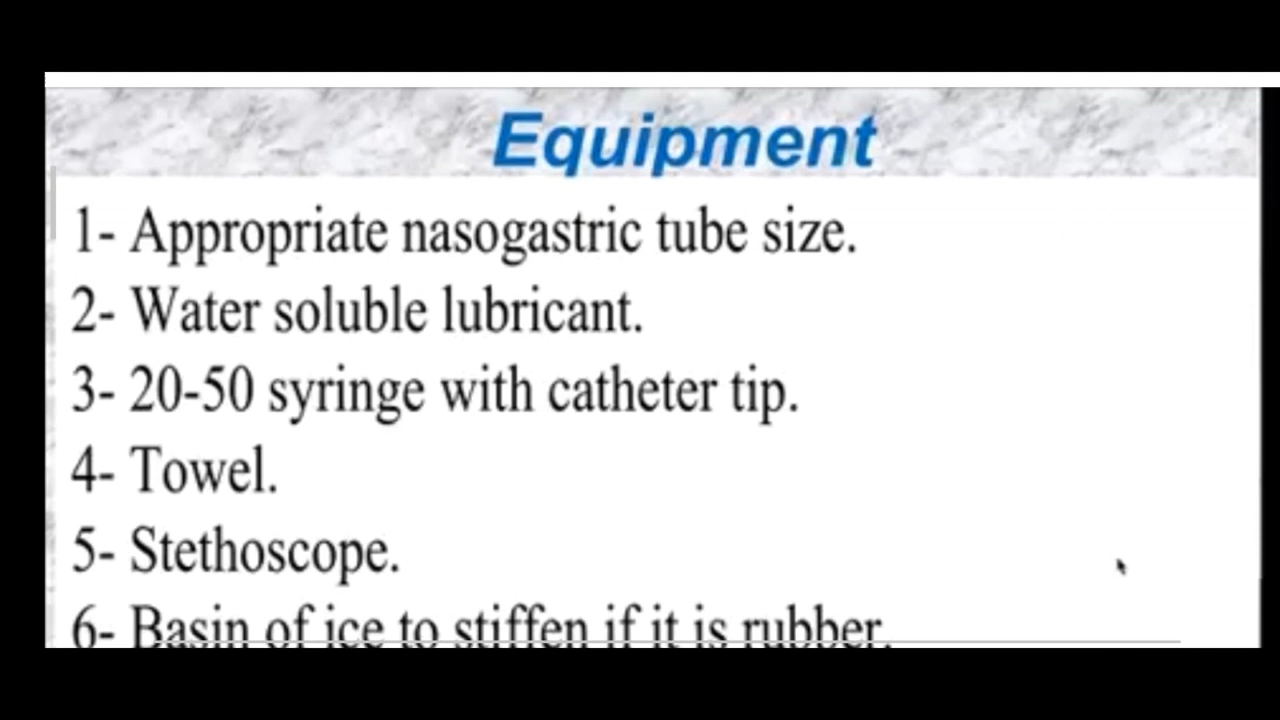 Equipment
1- Appropriate nasogastric tube size.
2- Water soluble lubricant.
3- 20-50 syringe with catheter tip.
4- Towel.
5- Stethoscope.
6- Basin of ice to stiffen if it is rubber.